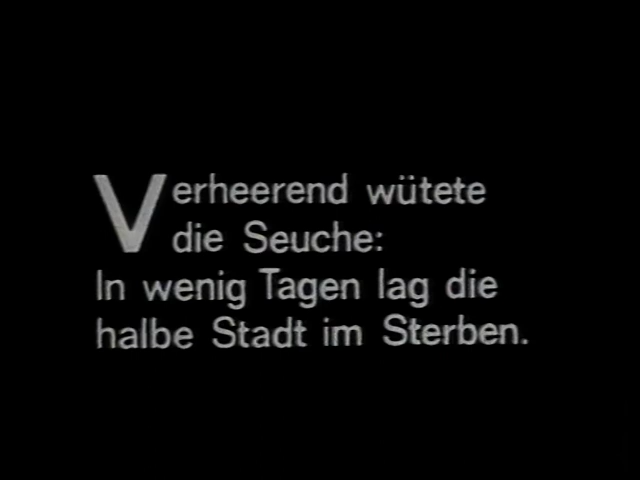 Verheerend wütete
die Seuche:
In wenig Tagen lag die
halbe Stadt im Sterben.